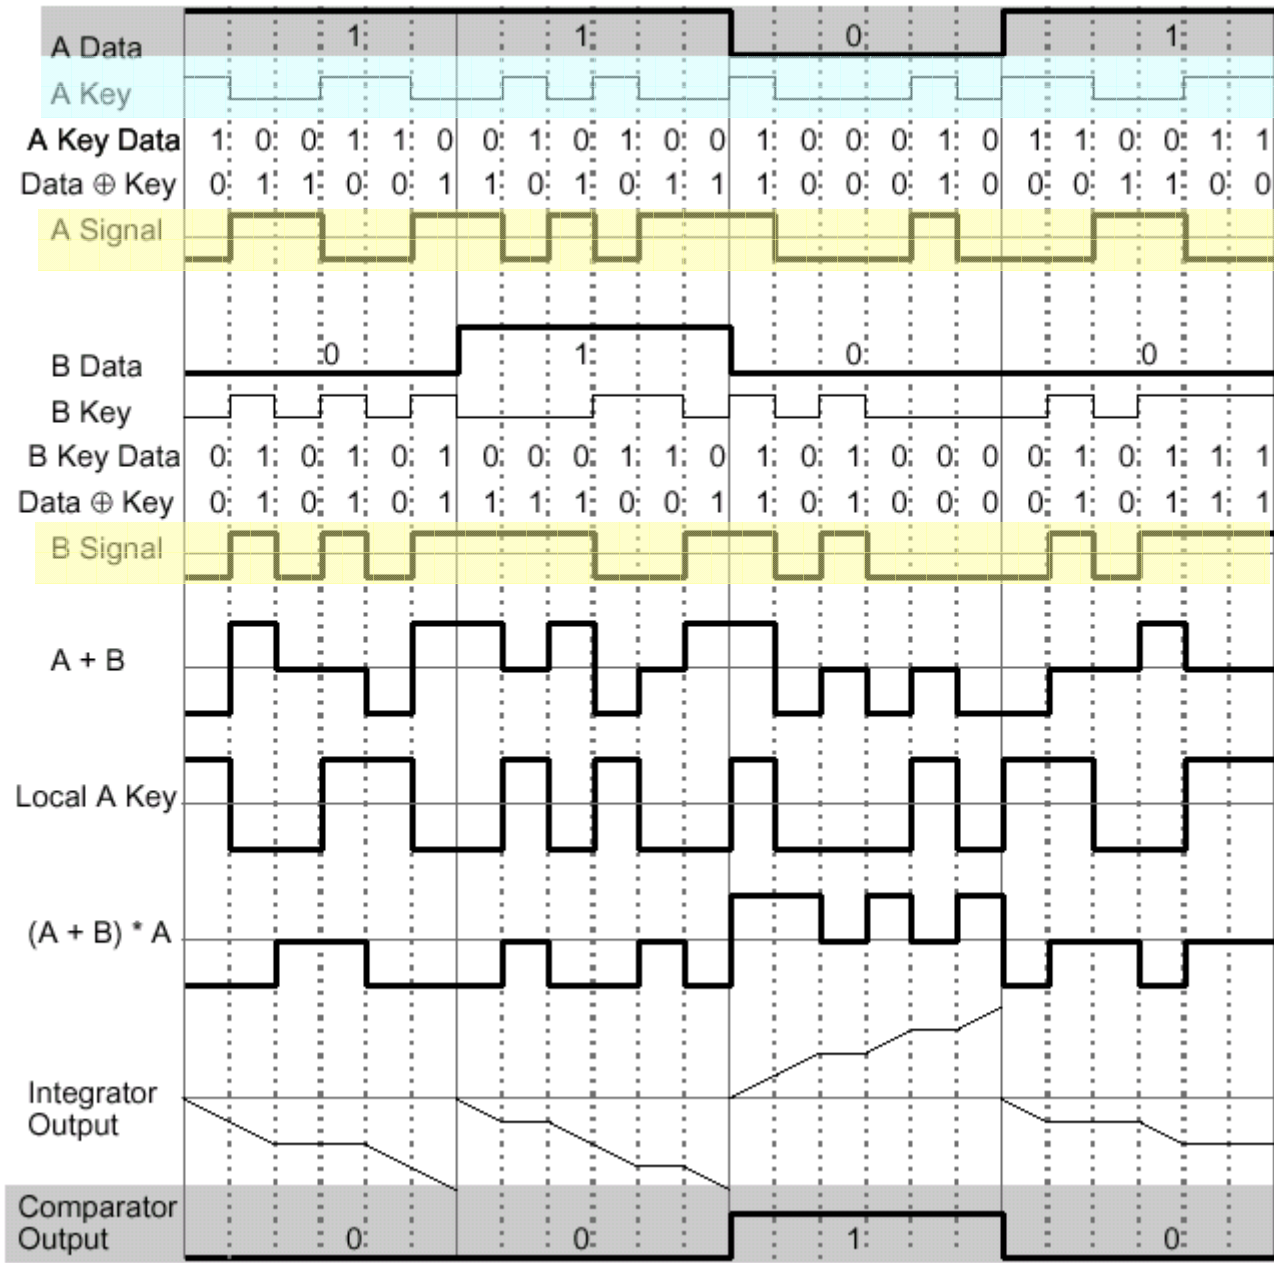 A Data 1 1 0 1
A Key
A Key Data 1 0 0 1 1 0 0 1 0 1 0 0 1 0 0 0 1 0 1 1 0 0 1 1
Data ⊕ Key 0 1 1 0 0 1 1 0 1 0 1 1 1 0 0 0 1 0 0 0 1 1 0 0
A Signal
B Data 0 1 0 0
B Key
B Key Data 0 1 0 1 0 1 0 0 0 1 1 0 1 0 1 0 0 0 0 1 0 1 1 1
Data ⊕ Key 0 1 0 1 0 1 1 1 1 0 0 1 1 0 1 0 0 0 0 1 0 1 1 1
B Signal
A + B
Local A Key
(A + B) * A
Integrator
Output
Comparator
Output 0 0 1 0